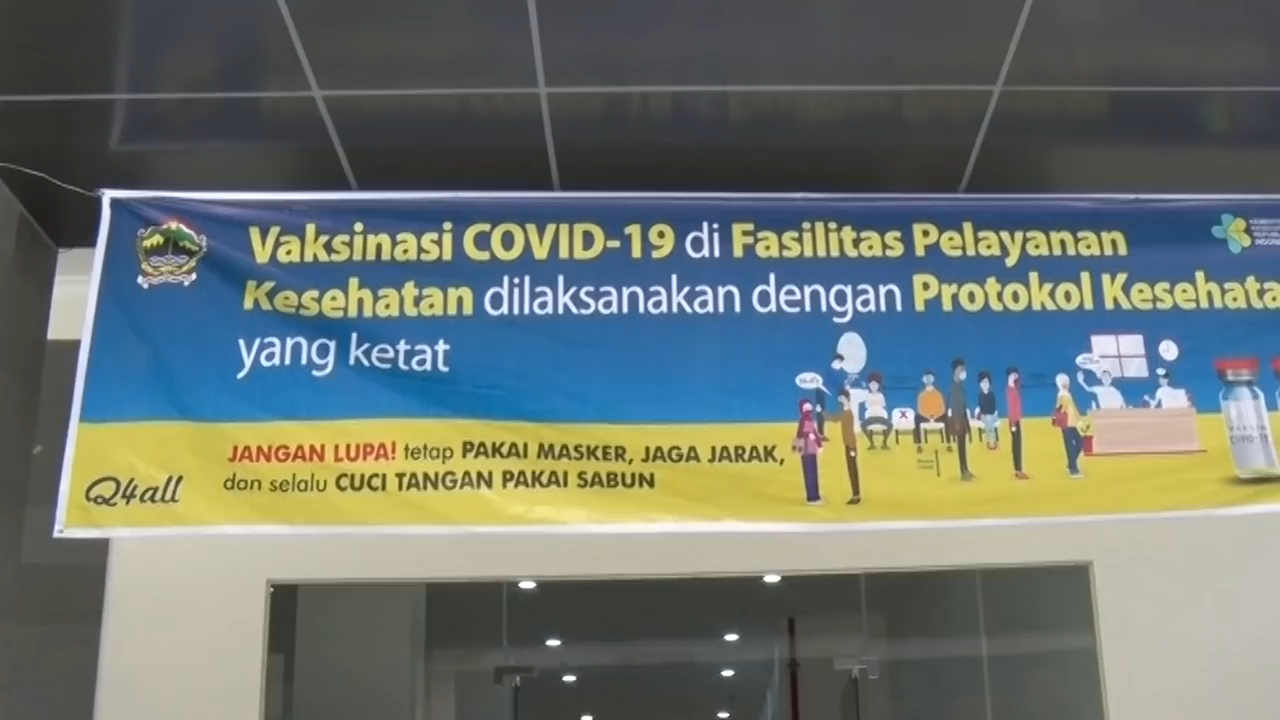 Vaksinasi COVID-19 di Fasilitas Pelayanan
Kesehatan dilaksanakan dengan Protokol Kesehata
yang ketat
JANGAN LUPA! tetap PAKAI MASKER, JAGA JARAK,
dan selalu CUCI TANGAN PAKAI SABUN
Q4all
X